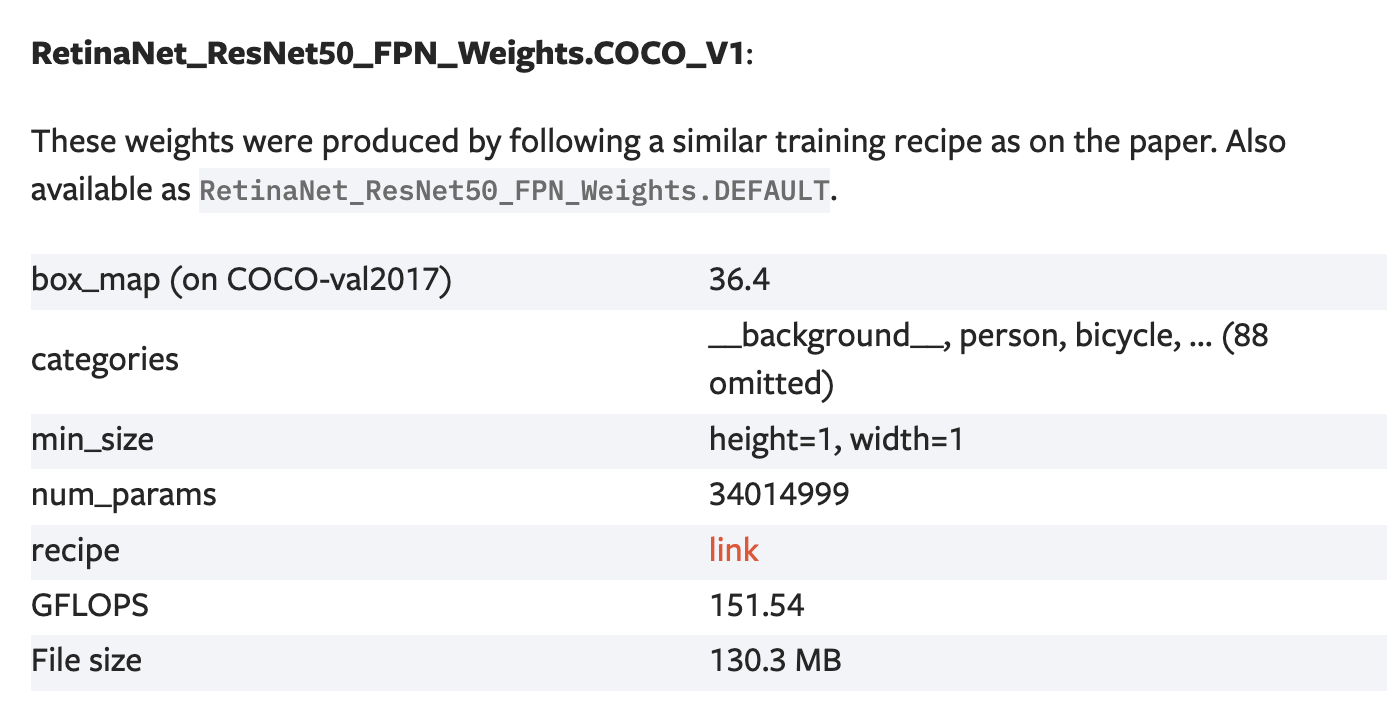 RetinaNet_ResNet50_FPN_Weights.COCO_V1:
These weights were produced by following a similar training recipe as on the paper. Also
available as RetinaNet_ResNet50_FPN_Weights.DEFAULT.
box_map (on COCO-val2017) 36.4
categories __background__, person, bicycle, ... (88
omitted)
min_size height=1, width=1
num_params 34014999
recipe link
GFLOPS 151.54
File size 130.3 MB